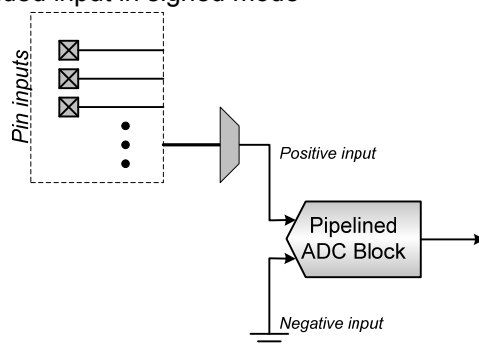 Pin inputs
Positive input
Pipelined
ADC Block
Negative input